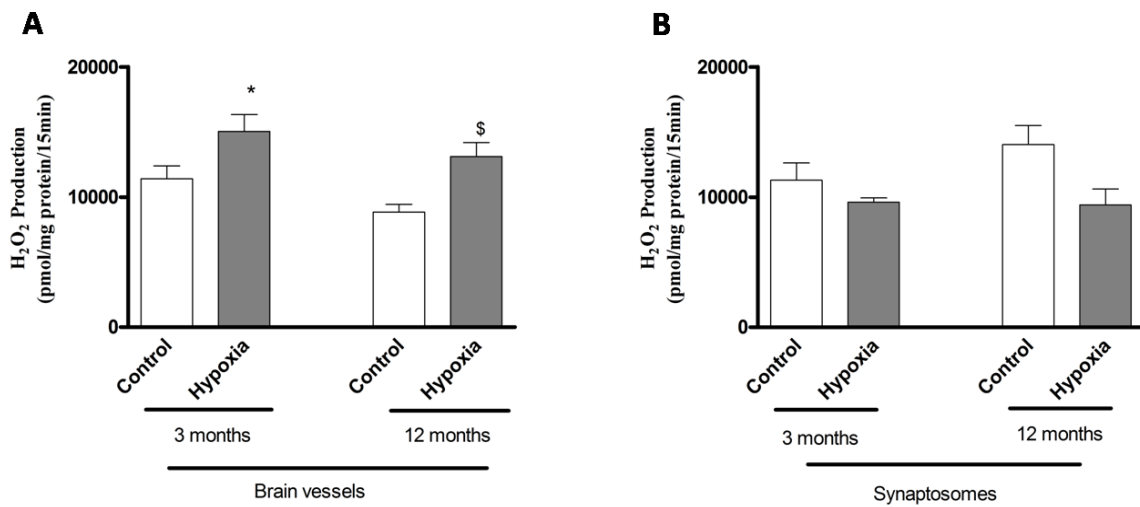 A
H₂O₂ Production
(pmol/mg protein/15min)
20000
10000
0
*
$
Control
Hypoxia
Control
Hypoxia
3 months
12 months
Brain vessels
B
H₂O₂ Production
(pmol/mg protein/15min)
20000
10000
0
Control
Hypoxia
Control
Hypoxia
3 months
12 months
Synaptosomes